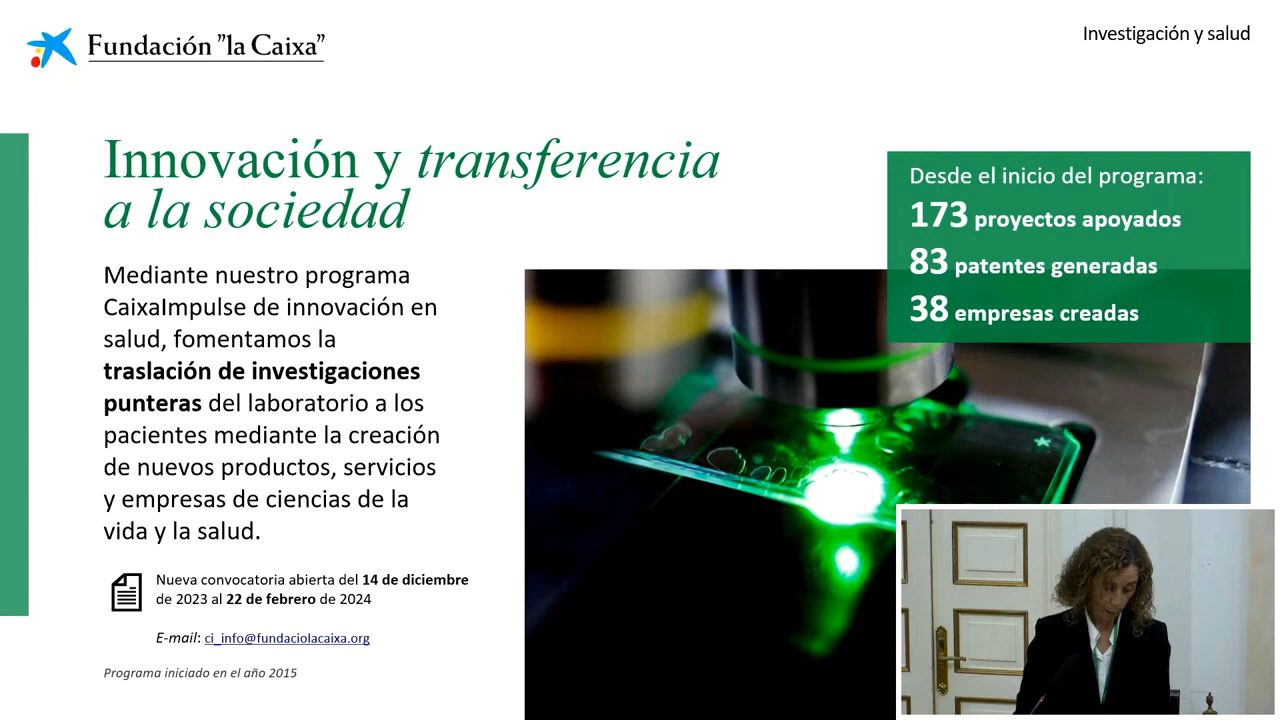 Fundación "la Caixa"
Investigación y salud
Innovación y transferencia
a la sociedad
Desde el inicio del programa:
173 proyectos apoyados
83 patentes generadas
38 empresas creadas
Mediante nuestro programa
CaixaImpulse de innovación en
salud, fomentamos la
traslación de investigaciones
punteras del laboratorio a los
pacientes mediante la creación
de nuevos productos, servicios
y empresas de ciencias de la
vida y la salud.
Nueva convocatoria abierta del 14 de diciembre
de 2023 al 22 de febrero de 2024
E-mail: ci_info@fundaciolacaixa.org
Programa iniciado en el año 2015